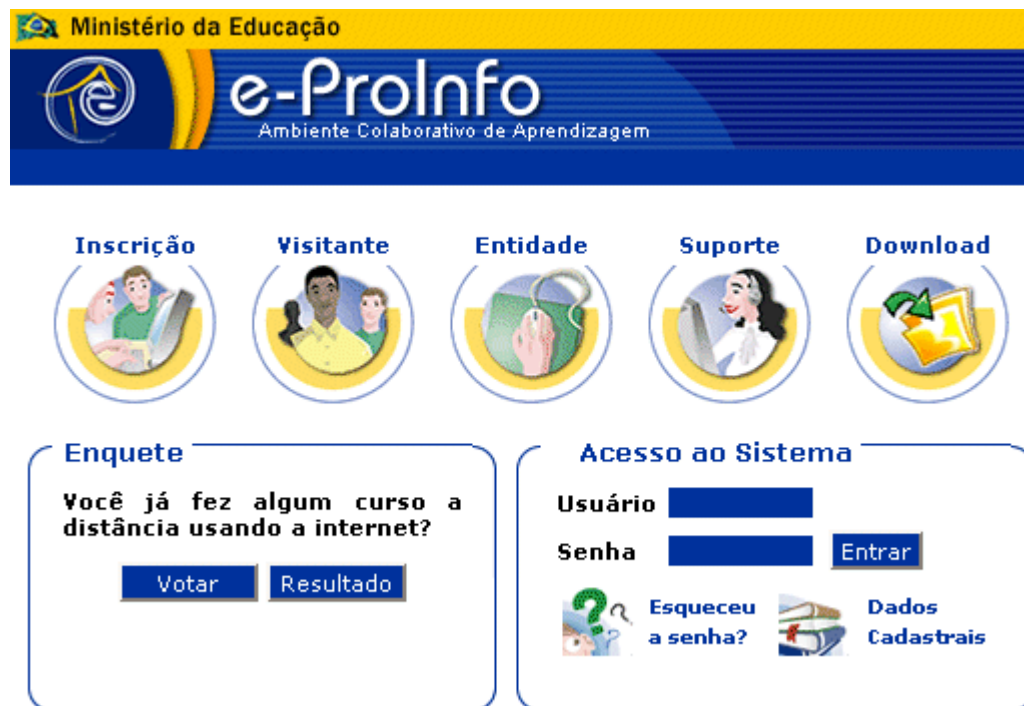 Ministério da Educação
e-ProInfo
Ambiente Colaborativo de Aprendizagem
Inscrição Visitante Entidade Suporte Download
Enquete
Você já fez algum curso a
distância usando a internet?
Votar Resultado
Acesso ao Sistema
Usuário
Senha Entrar
Esqueceu
a senha?
Dados
Cadastrais